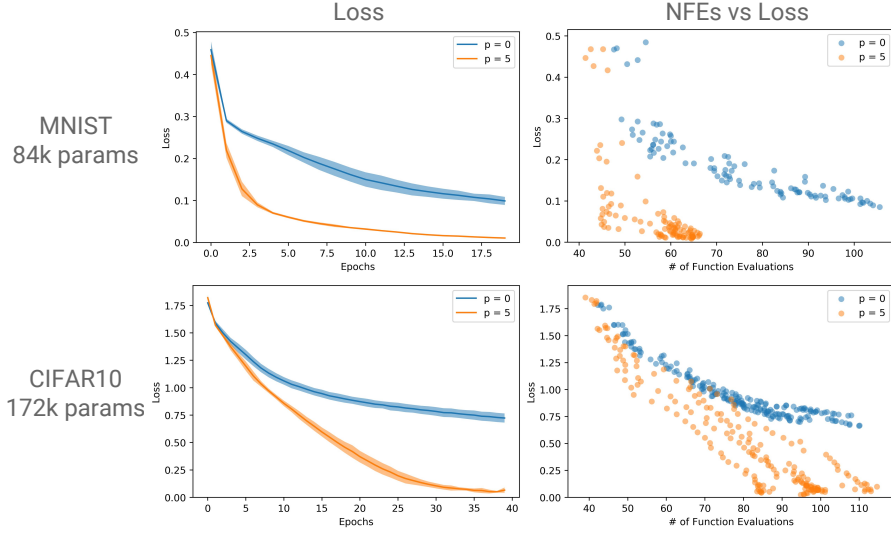 Loss
NFEs vs Loss
MNIST
84k params
0.5
0.4
0.3
0.2
0.1
0.0
Loss
0.0
2.5
5.0
7.5
10.0
12.5
15.0
17.5
Epochs
p = 0
p = 5
0.5
0.4
0.3
0.2
0.1
0.0
Loss
40
50
60
70
80
90
100
# of Function Evaluations
p = 0
p = 5
CIFAR10
172k params
1.75
1.50
1.25
1.00
0.75
0.50
0.25
0.00
Loss
0
5
10
15
20
25
30
35
40
Epochs
p = 0
p = 5
1.75
1.50
1.25
1.00
0.75
0.50
0.25
0.00
Loss
40
50
60
70
80
90
100
110
# of Function Evaluations
p = 0
p = 5